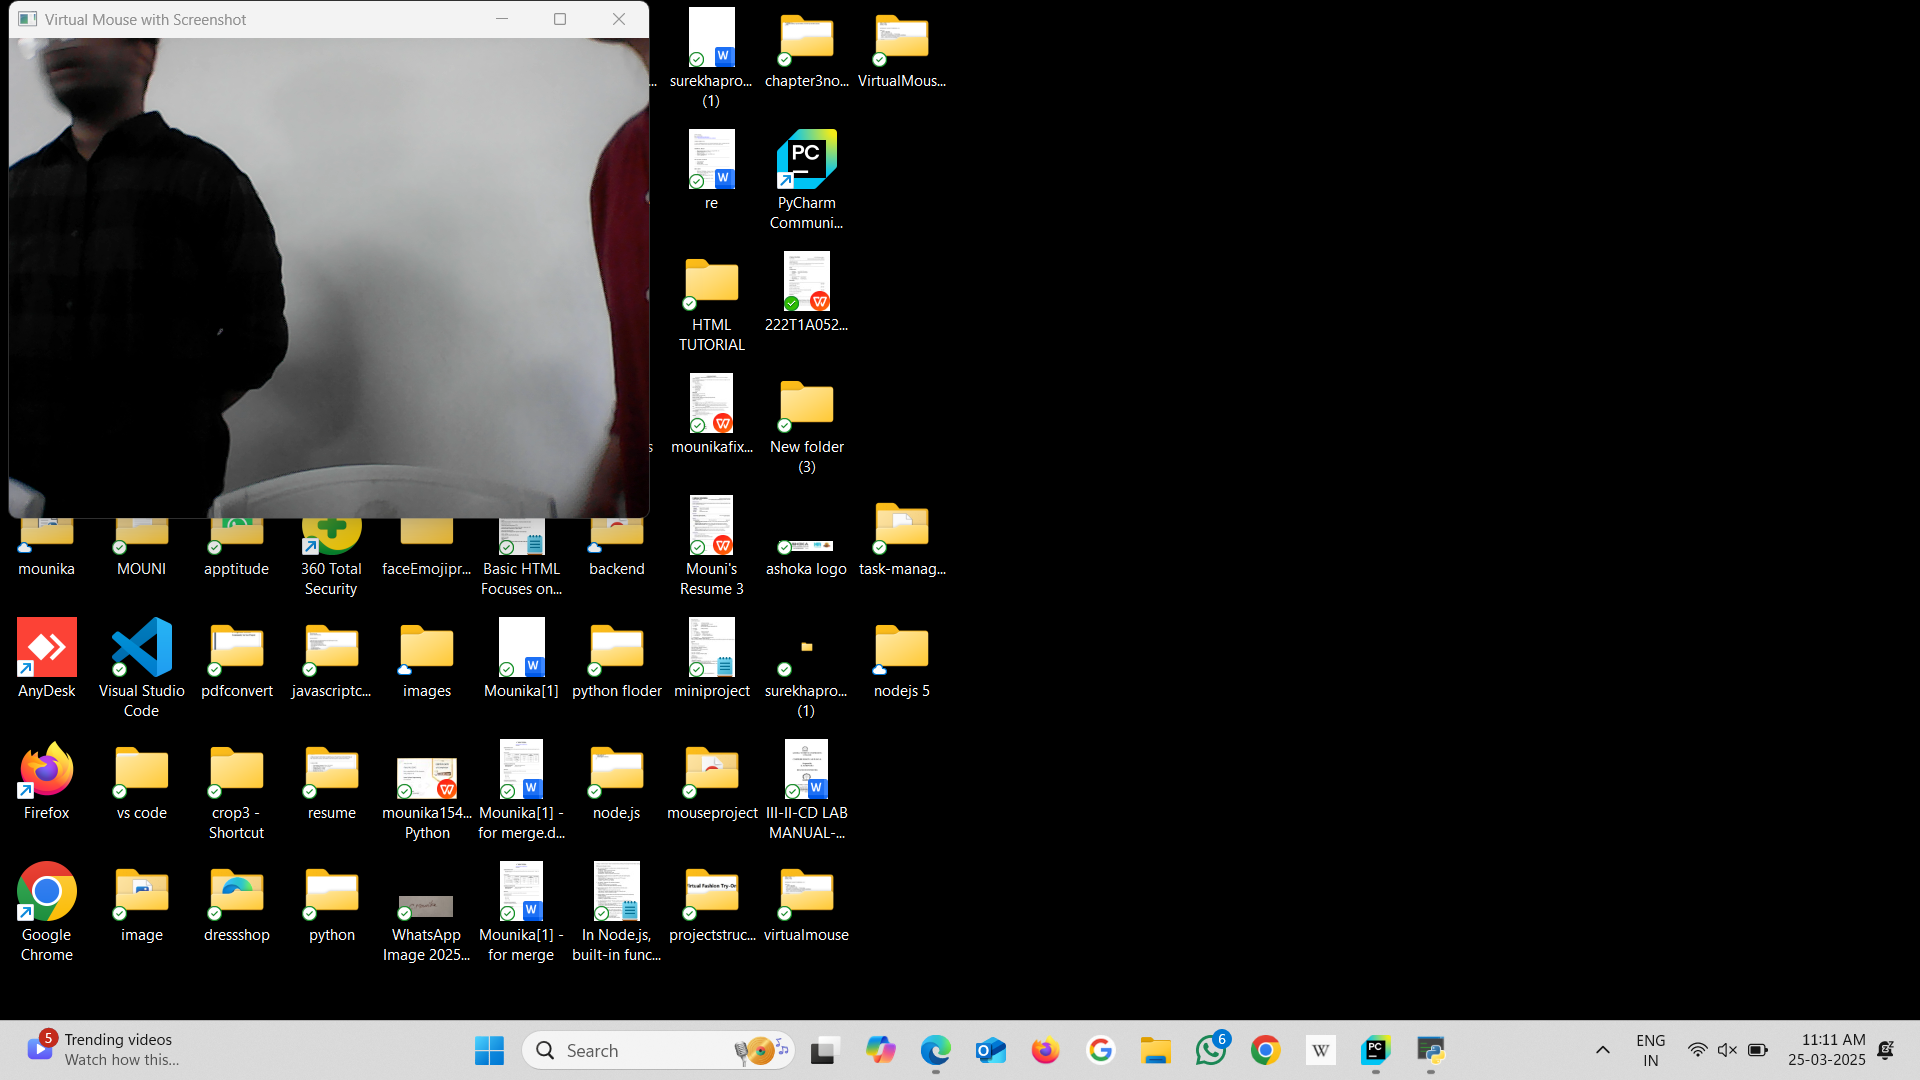 Virtual Mouse with Screenshot
surekhapro...
(1)
chapter3no...
VirtualMous...
re
PyCharm
Communi...
HTML
TUTORIAL
222T1A052...
mounikafix...
New folder
(3)
mounika
MOUNI
apptitude
360 Total
Security
faceEmojipr...
Basic HTML
Focuses on...
backend
Mouni's
Resume 3
ashoka logo
task-manag...
AnyDesk
Visual Studio
Code
pdfconvert
javascriptc...
images
Mounika[1]
python floder
miniproject
surekhapro...
(1)
nodejs 5
Firefox
vs code
crop3 -
Shortcut
resume
mounika154...
Python
Mounika[1] -
for merge.d...
node.js
mouseproject
III-II-CD LAB
MANUAL-...
Google
Chrome
image
dressshop
python
WhatsApp
Image 2025...
Mounika[1] -
for merge
In Node.js,
built-in func...
projectstruc...
virtualmouse
5
Trending videos
Watch how this...
Search
6
ENG
IN
11:11 AM
25-03-2025